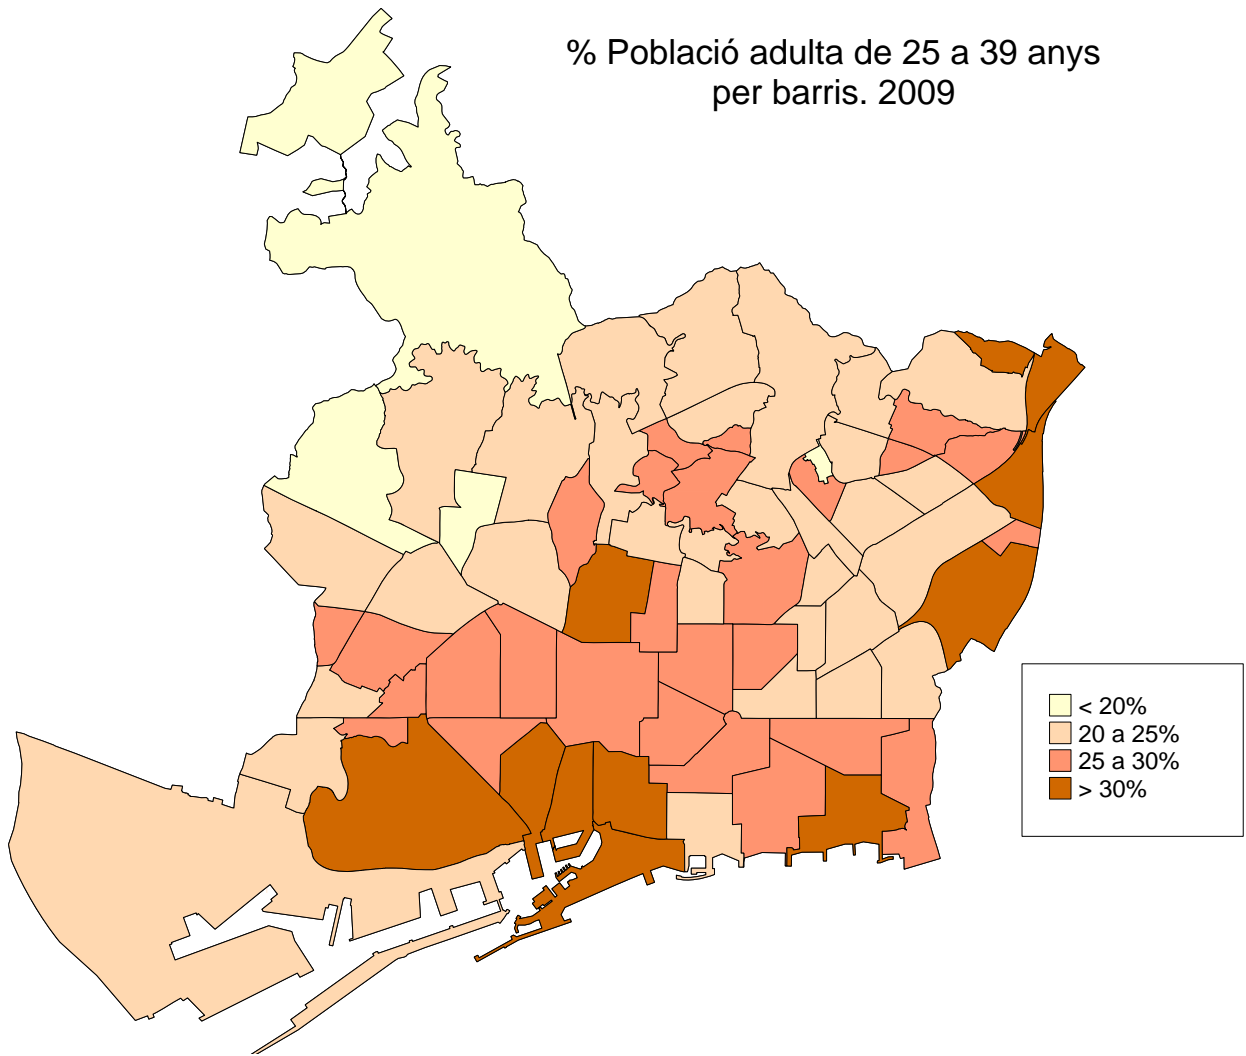 % Població adulta de 25 a 39 anys
per barris. 2009
< 20%
20 a 25%
25 a 30%
> 30%